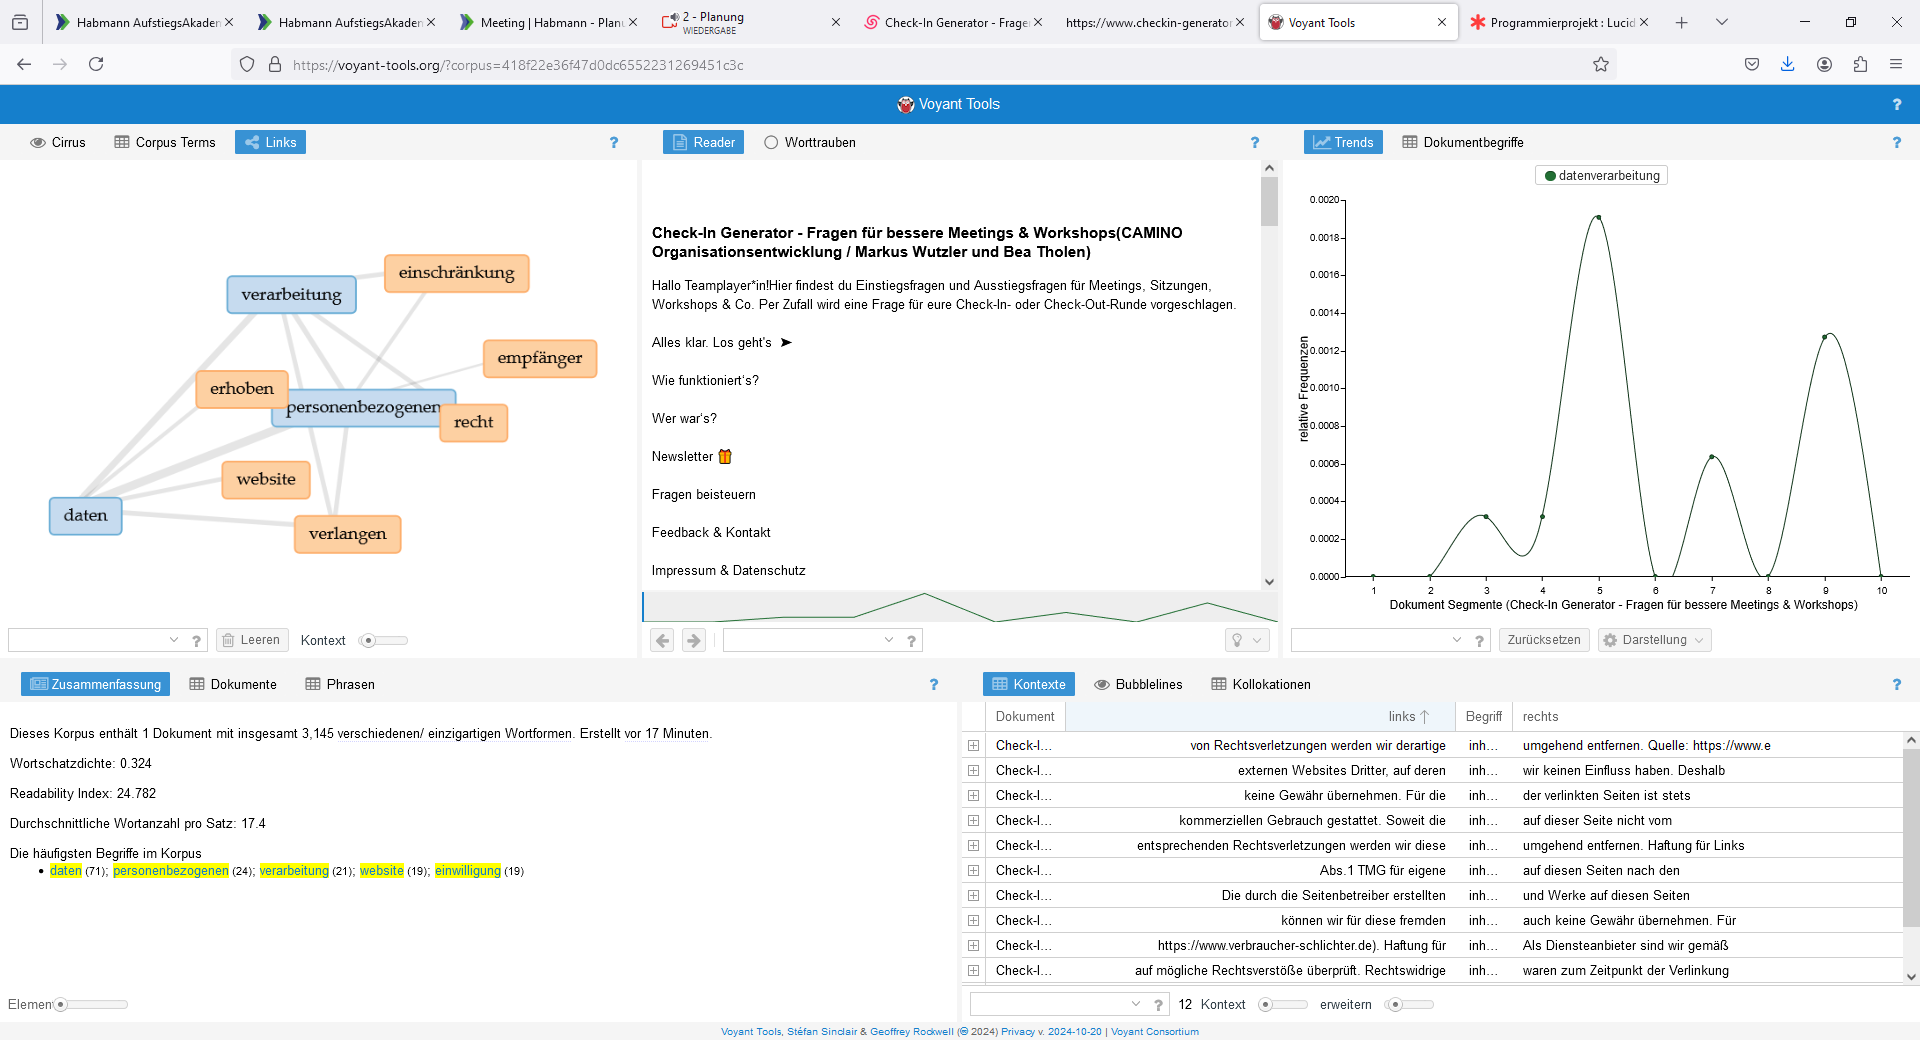 Habmann AufstiegsAkaden
Habmann AufstiegsAkaden
Meeting | Habmann - Planu
2 - Planung
WIEDERGABE
Check-In Generator - Frage
https://www.checkin-generator
Voyant Tools
Programmierprojekt : Lucid
https://voyant-tools.org/?corpus=418f22e36f47d0dc6552231269451c3c
Voyant Tools
?
Cirrus
Corpus Terms
Links
?
einschränkung
verarbeitung
empfänger
erhoben
personenbezogenen
recht
website
daten
verlangen
?
Leeren
Kontext
Reader
Worttrauben
?
Check-In Generator - Fragen für bessere Meetings & Workshops(CAMINO
Organisationsentwicklung / Markus Wutzler und Bea Tholen)
Hallo Teamplayer*in!Hier findest du Einstiegsfragen und Ausstiegsfragen für Meetings, Sitzungen,
Workshops & Co. Per Zufall wird eine Frage für eure Check-In- oder Check-Out-Runde vorgeschlagen.
Alles klar. Los geht's ➤
Wie funktioniert's?
Wer war's?
Newsletter 🎁
Fragen beisteuern
Feedback & Kontakt
Impressum & Datenschutz
?
Trends
Dokumentbegriffe
?
datenverarbeitung
0.0020
0.0018
0.0016
0.0014
0.0012
0.0010
0.0008
0.0006
0.0004
0.0002
0.0000
relative Frequenzen
1 2 3 4 5 6 7 8 9 10
Dokument Segmente (Check-In Generator - Fragen für bessere Meetings & Workshops)
?
Zurücksetzen
Darstellung
Zusammenfassung
Dokumente
Phrasen
?
Dieses Korpus enthält 1 Dokument mit insgesamt 3,145 verschiedenen/ einzigartigen Wortformen. Erstellt vor 17 Minuten.
Wortschatzdichte: 0.324
Readability Index: 24.782
Durchschnittliche Wortanzahl pro Satz: 17.4
Die häufigsten Begriffe im Korpus
• daten (71); personenbezogenen (24); verarbeitung (21); website (19); einwilligung (19)
Elemen
Kontexte
Bubblelines
Kollokationen
?
Dokument links Begriff rechts
Check-I... von Rechtsverletzungen werden wir derartige inh... umgehend entfernen. Quelle: https://www.e
Check-I... externen Websites Dritter, auf deren inh... wir keinen Einfluss haben. Deshalb
Check-I... keine Gewähr übernehmen. Für die inh... der verlinkten Seiten ist stets
Check-I... kommerziellen Gebrauch gestattet. Soweit die inh... auf dieser Seite nicht vom
Check-I... entsprechenden Rechtsverletzungen werden wir diese inh... umgehend entfernen. Haftung für Links
Check-I... Abs.1 TMG für eigene inh... auf diesen Seiten nach den
Check-I... Die durch die Seitenbetreiber erstellten inh... und Werke auf diesen Seiten
Check-I... können wir für diese fremden inh... auch keine Gewähr übernehmen. Für
Check-I... https://www.verbraucher-schlichter.de). Haftung für inh... Als Diensteanbieter sind wir gemäß
Check-I... auf mögliche Rechtsverstöße überprüft. Rechtswidrige inh... waren zum Zeitpunkt der Verlinkung
? 12 Kontext erweitern
Voyant Tools, Stéfan Sinclair & Geoffrey Rockwell (🄯 2024) Privacy v. 2024-10-20 | Voyant Consortium